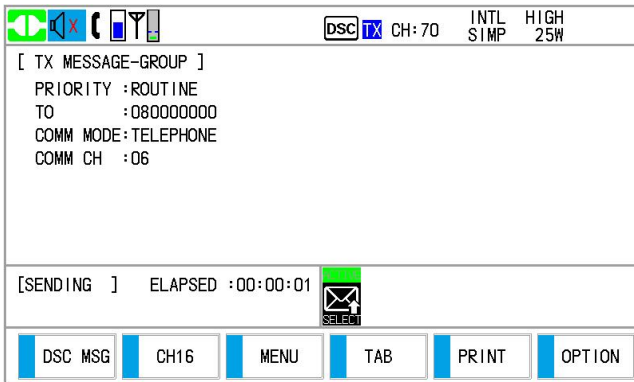 DSC TX CH:70 INTL HIGH
SIMP 25W
[ TX MESSAGE-GROUP ]
PRIORITY :ROUTINE
TO :080000000
COMM MODE:TELEPHONE
COMM CH :06
[SENDING ] ELAPSED :00:00:01
SELECT
DSC MSG CH16 MENU TAB PRINT OPTION